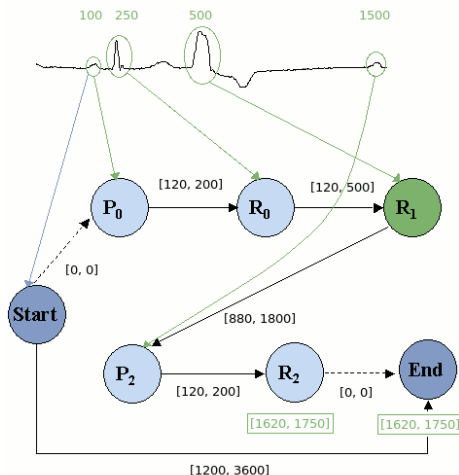 100 250 500 1500
[120, 200]
[120, 500]
P0 R0 R1
[0, 0]
Start
[880, 1800]
P2 R2 End
[120, 200]
[0, 0]
[1620, 1750] [1620, 1750]
[1200, 3600]